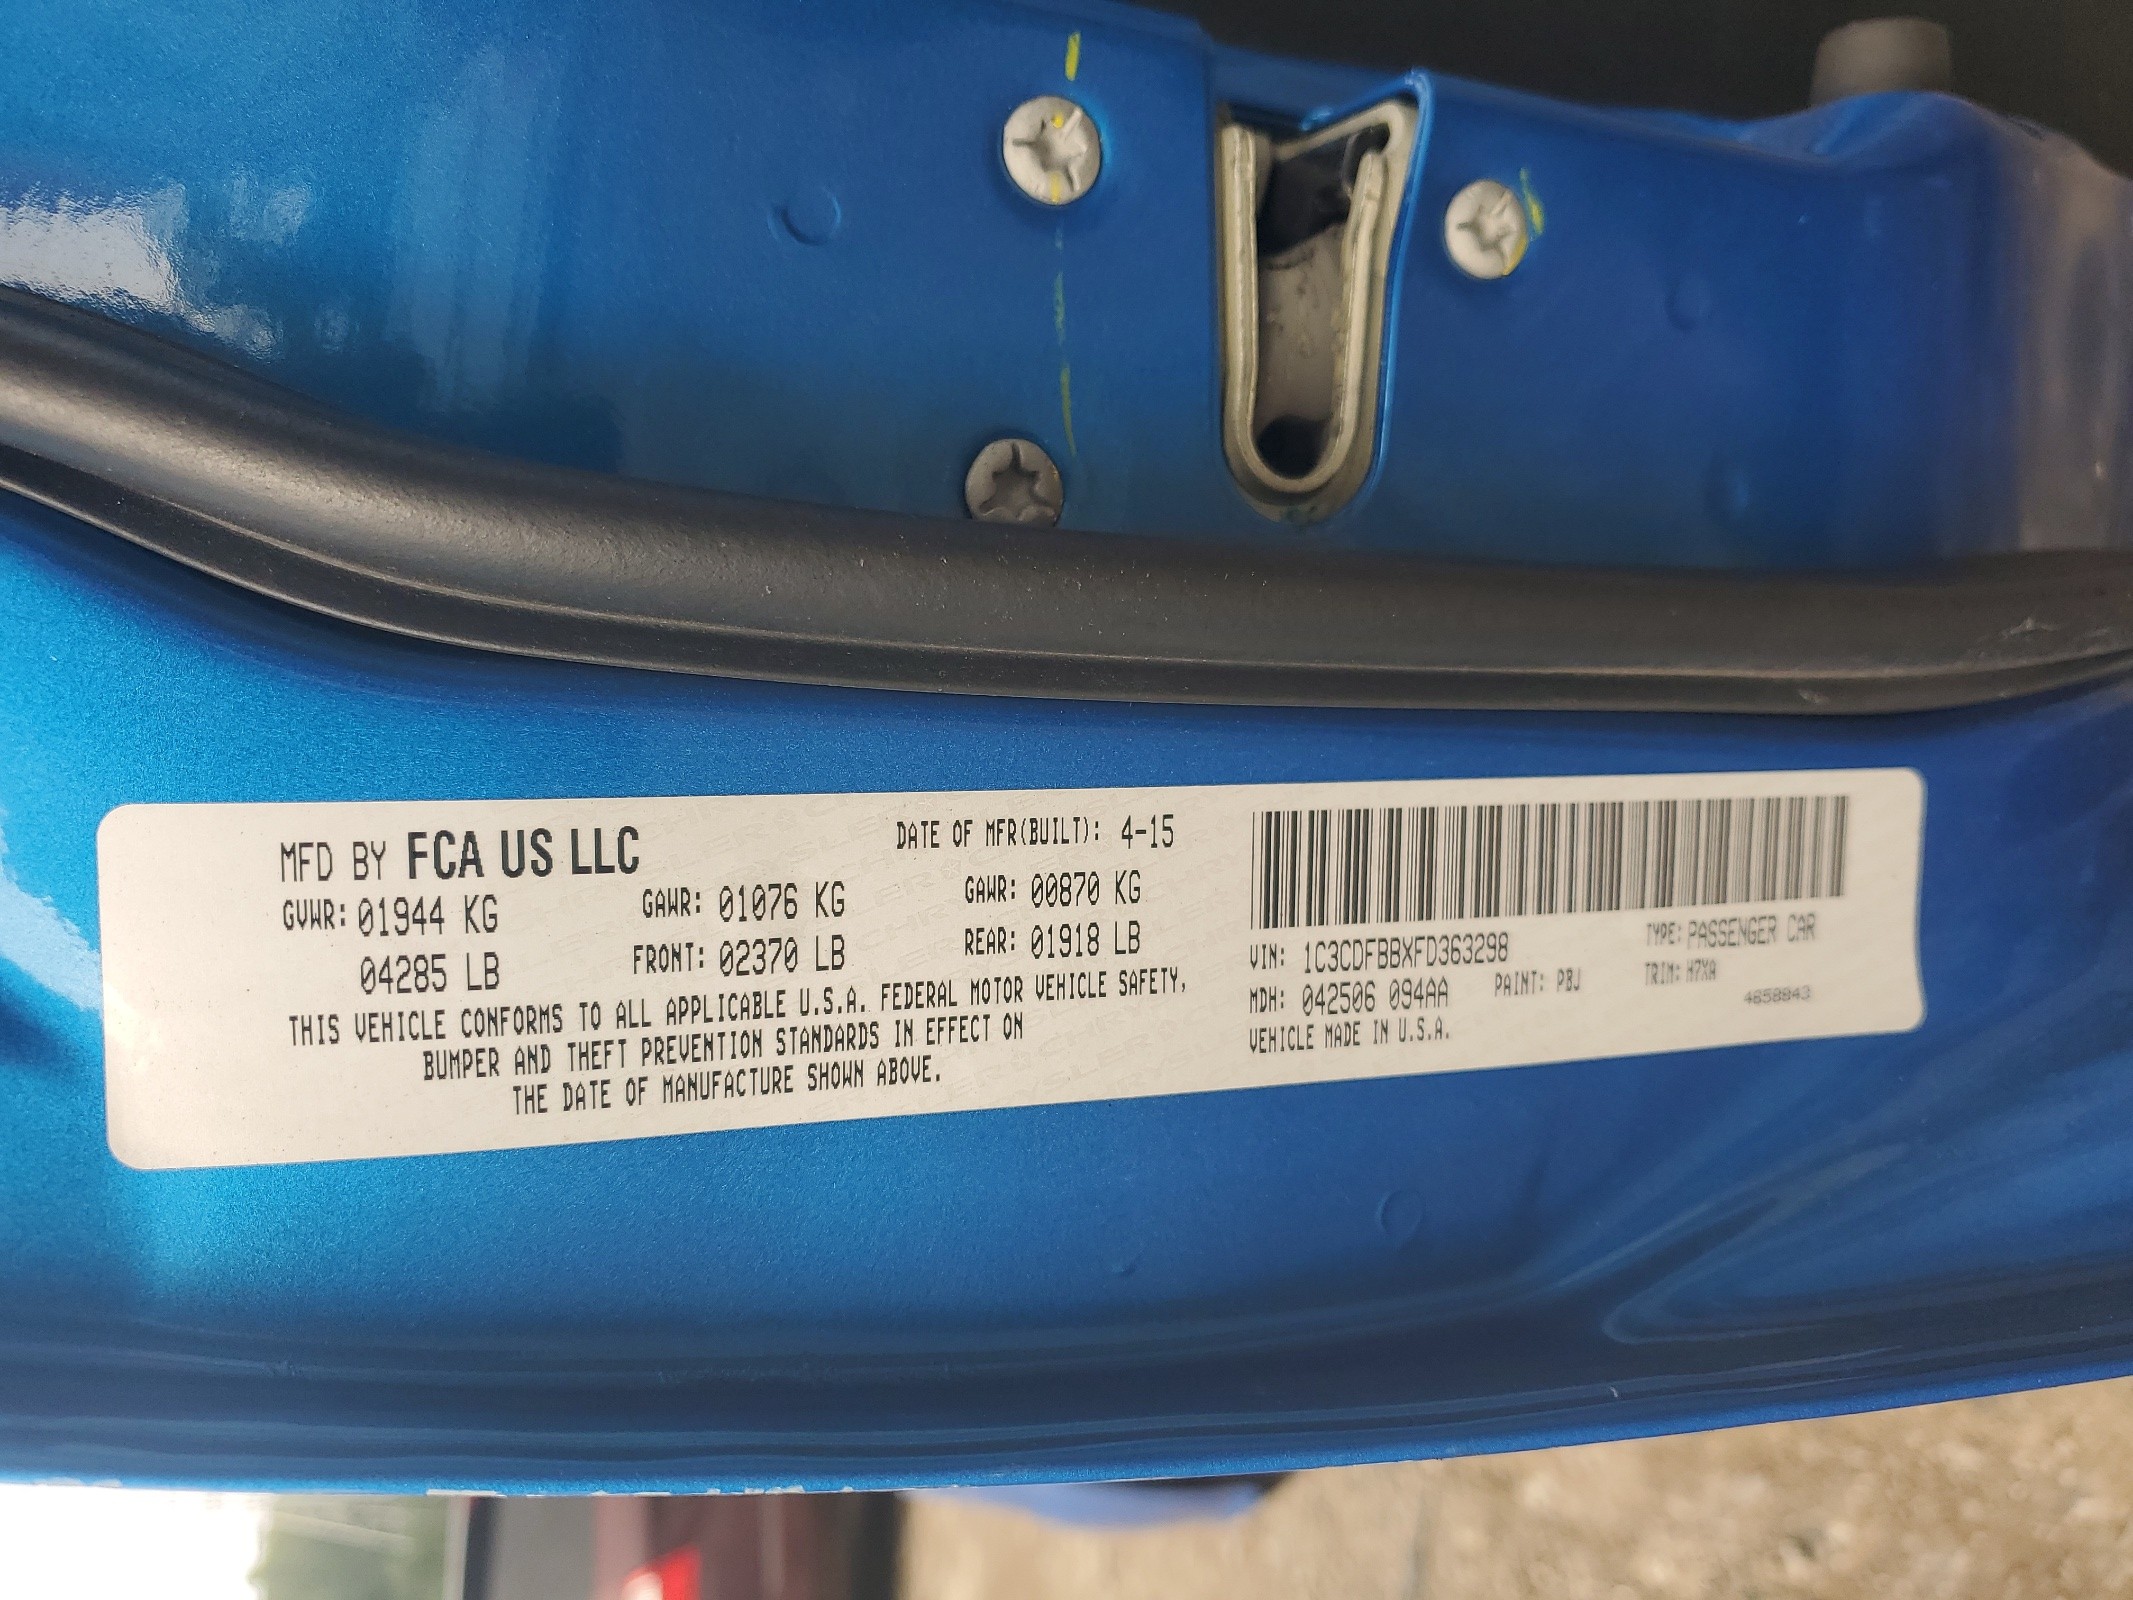 MFD BY FCA US LLC
DATE OF MFR(BUILT): 4-15
GVWR: 01944 KG GAWR: 01076 KG GAWR: 00870 KG
04285 LB FRONT: 02370 LB REAR: 01918 LB
THIS VEHICLE CONFORMS TO ALL APPLICABLE U.S.A. FEDERAL MOTOR VEHICLE SAFETY,
BUMPER AND THEFT PREVENTION STANDARDS IN EFFECT ON
THE DATE OF MANUFACTURE SHOWN ABOVE.
VIN: 1C3CDFBBXFD363298 TYPE: PASSENGER CAR
MDH: 042506 094AA PAINT: PBJ TRIM: H7XA
VEHICLE MADE IN U.S.A. 4658843